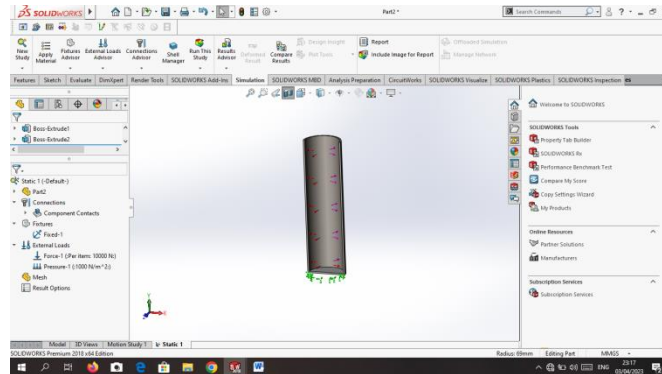 SOLIDWORKS
Part2 *
Search Commands
New Study
Apply Material
Fixtures Advisor
External Loads Advisor
Connections Advisor
Shell Manager
Run This Study
Results Advisor
Deformed Result
Compare Results
Design Insight
Plot Tools
Report
Include Image for Report
Offloaded Simulation
Manage Network
Features Sketch Evaluate DimXpert Render Tools SOLIDWORKS Add-Ins Simulation SOLIDWORKS MBD Analysis Preparation CircuitWorks SOLIDWORKS Visualize SOLIDWORKS Plastics SOLIDWORKS Inspection
Boss-Extrude1
Boss-Extrude2
Static 1 (-Default-)
Part2
Connections
Component Contacts
Fixtures
Fixed-1
External Loads
Force-1 (:Per item: 10000 N:)
Pressure-1 (:1000 N/m^2:)
Mesh
Result Options
Welcome to SOLIDWORKS
SOLIDWORKS Tools
Property Tab Builder
SOLIDWORKS Rx
Performance Benchmark Test
Compare My Score
Copy Settings Wizard
My Products
Online Resources
Partner Solutions
Manufacturers
Subscription Services
Subscription Services
Model 3D Views Motion Study 1 Static 1
SOLIDWORKS Premium 2018 x64 Edition
Radius: 69mm Editing Part MMGS
ENG
23:17
03/04/2023